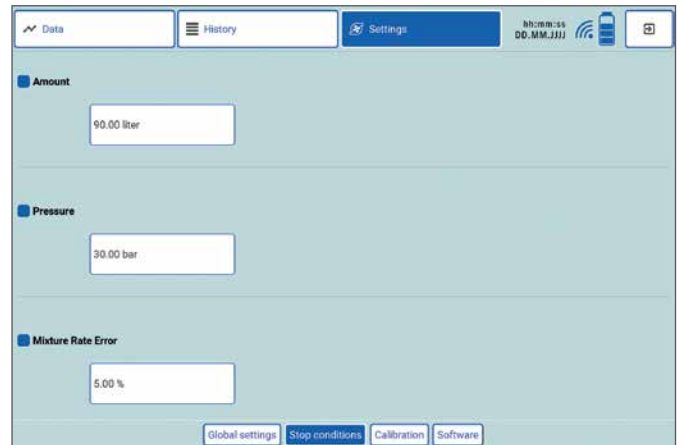 Data
History
Settings
hh:mm:ss
DD.MM.JJJJ
Amount
90.00 liter
Pressure
30.00 bar
Mixture Rate Error
5.00 %
Global settings
Stop conditions
Calibration
Software